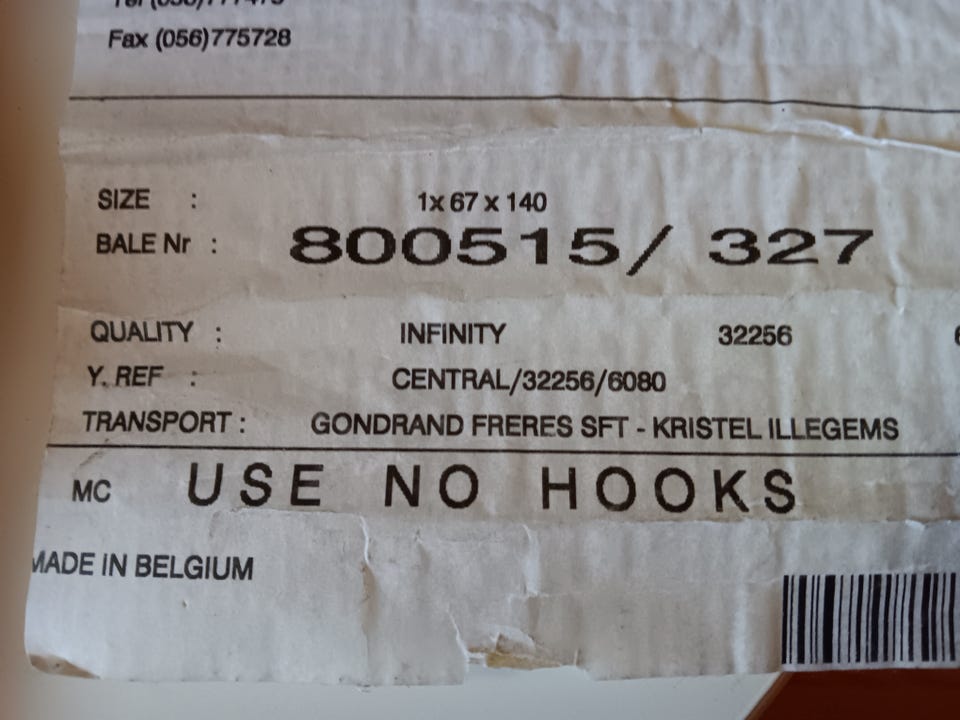 Fax (056)775728
SIZE : 1x 67 x 140
BALE Nr : 800515/ 327
QUALITY : INFINITY 32256
Y. REF : CENTRAL/32256/6080
TRANSPORT : GONDRAND FRERES SFT - KRISTEL ILLEGEMS
MC USE NO HOOKS
MADE IN BELGIUM